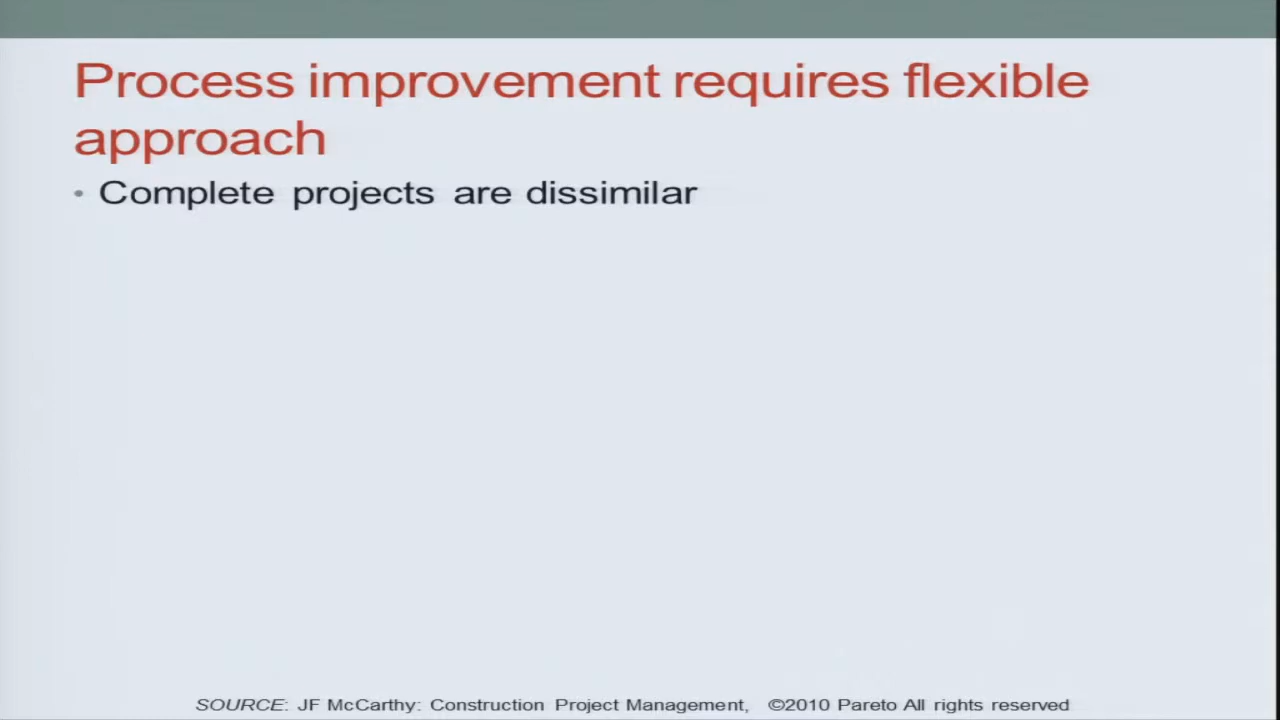 Process improvement requires flexible
approach
• Complete projects are dissimilar
SOURCE: JF McCarthy: Construction Project Management, ©2010 Pareto All rights reserved